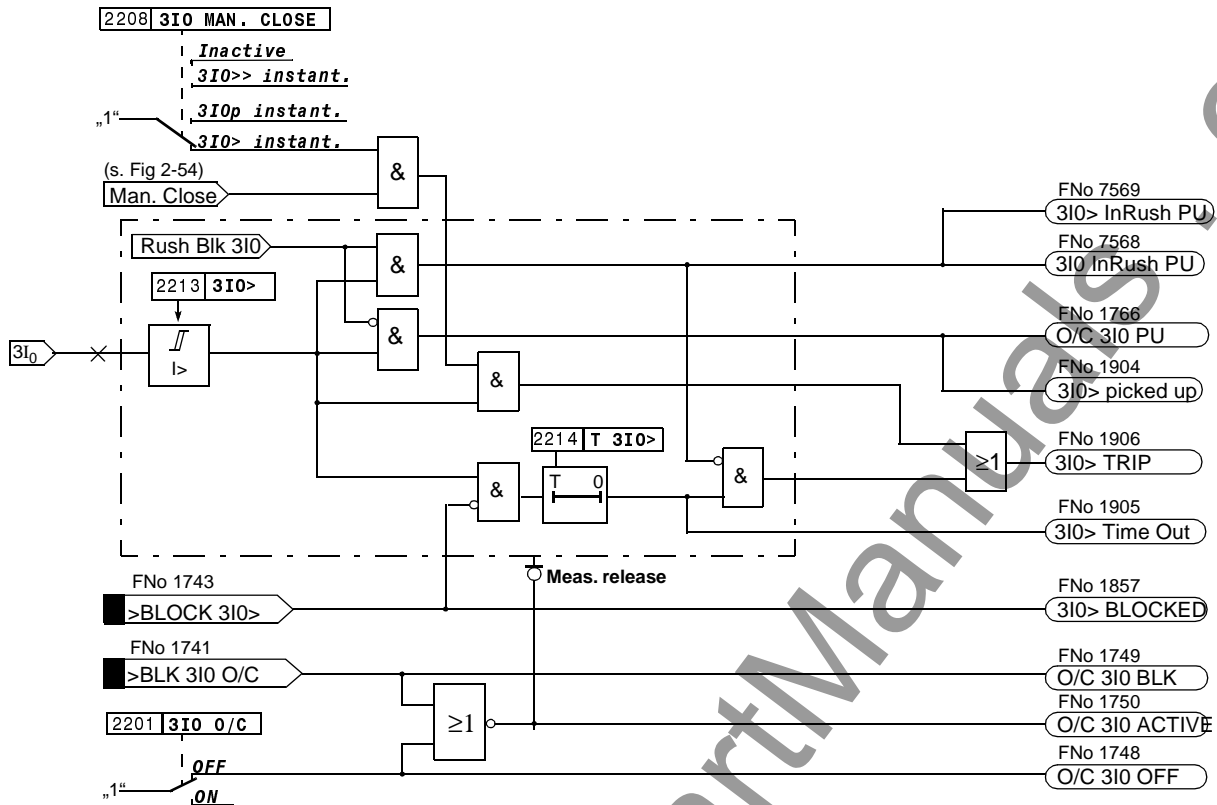 2208 3I0 MAN. CLOSE
Inactive
3I0>> instant.
3I0p instant.
„1“
3I0> instant.
(s. Fig 2-54)
Man. Close
&
FNo 7569
3I0> InRush PU
Rush Blk 3I0
&
FNo 7568
3I0 InRush PU
2213 3I0>
FNo 1766
&
O/C 3I0 PU
3I0
I>
FNo 1904
&
3I0> picked up
2214 T 3I0>
FNo 1906
≥1
3I0> TRIP
&
T 0
&
FNo 1905
3I0> Time Out
Meas. release
FNo 1743
>BLOCK 3I0>
FNo 1857
3I0> BLOCKED
FNo 1741
>BLK 3I0 O/C
FNo 1749
O/C 3I0 BLK
2201 3I0 O/C
≥1
FNo 1750
O/C 3I0 ACTIVE
OFF
FNo 1748
O/C 3I0 OFF
„1“
ON